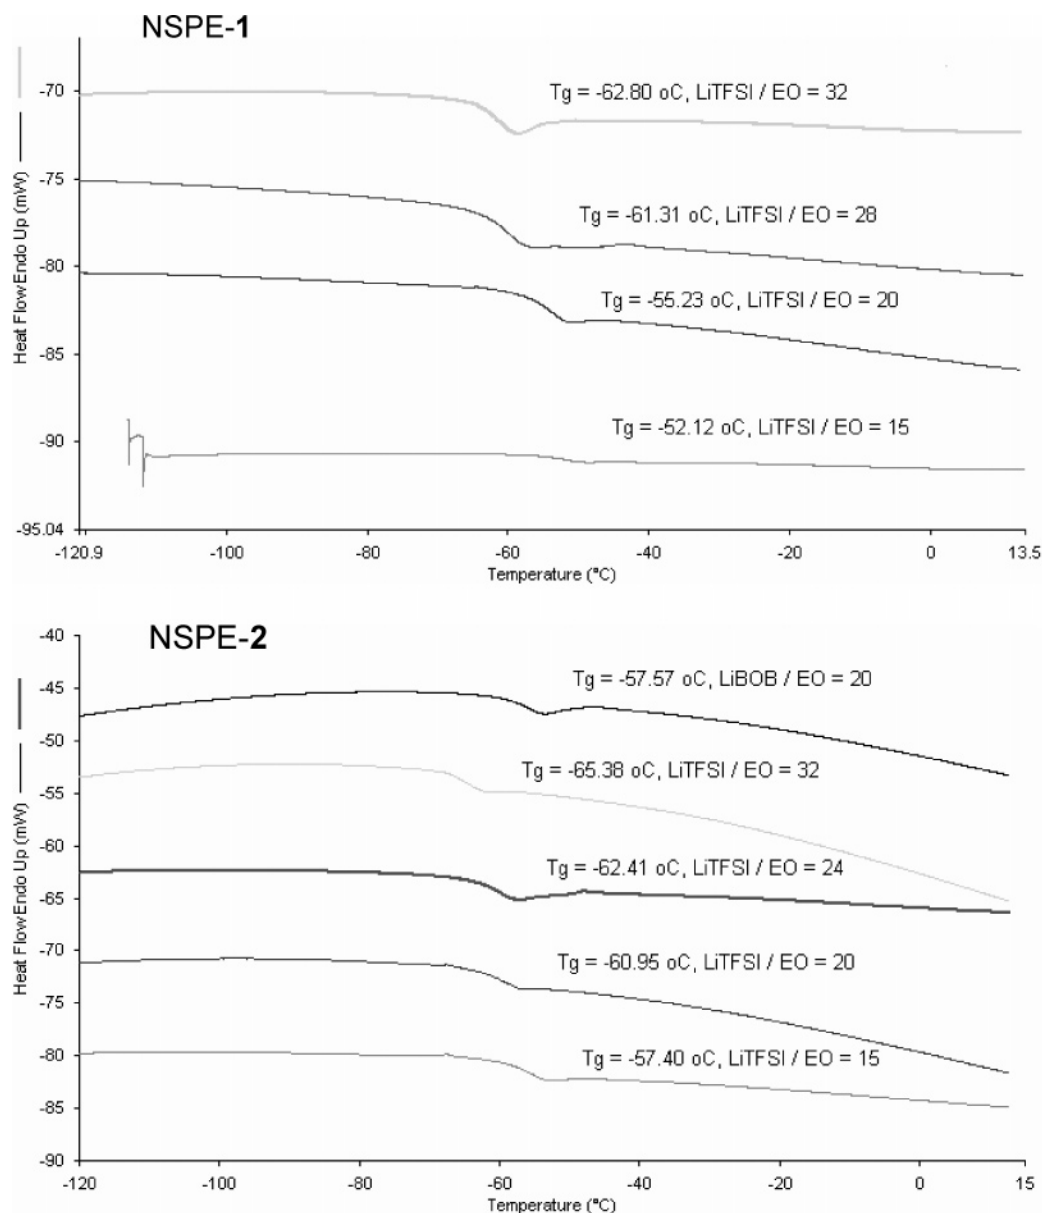 NSPE-1
Tg = -62.80 oC, LiTFSI / EO = 32
Tg = -61.31 oC, LiTFSI / EO = 28
Tg = -55.23 oC, LiTFSI / EO = 20
Tg = -52.12 oC, LiTFSI / EO = 15
Heat Flow Endo Up (mW)
-70
-75
-80
-85
-90
-95.04
-120.9 -100 -80 -60 -40 -20 0 13.5
Temperature (°C)
NSPE-2
Tg = -57.57 oC, LiBOB / EO = 20
Tg = -65.38 oC, LiTFSI / EO = 32
Tg = -62.41 oC, LiTFSI / EO = 24
Tg = -60.95 oC, LiTFSI / EO = 20
Tg = -57.40 oC, LiTFSI / EO = 15
Heat Flow Endo Up (mW)
-40
-45
-50
-55
-60
-65
-70
-75
-80
-85
-90
-120 -100 -80 -60 -40 -20 0 15
Temperature (°C)